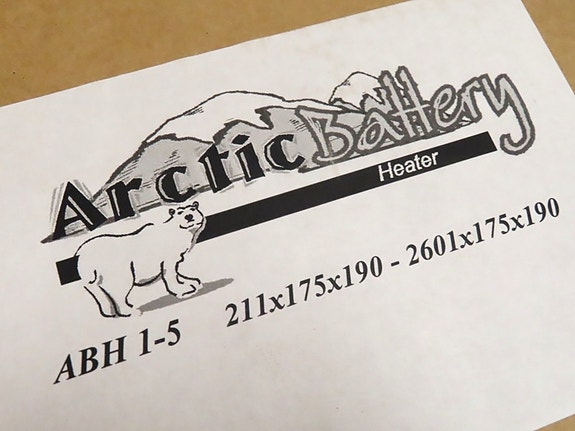 Arctic Battery
Heater
ABH 1-5 211x175x190 - 2601x175x190